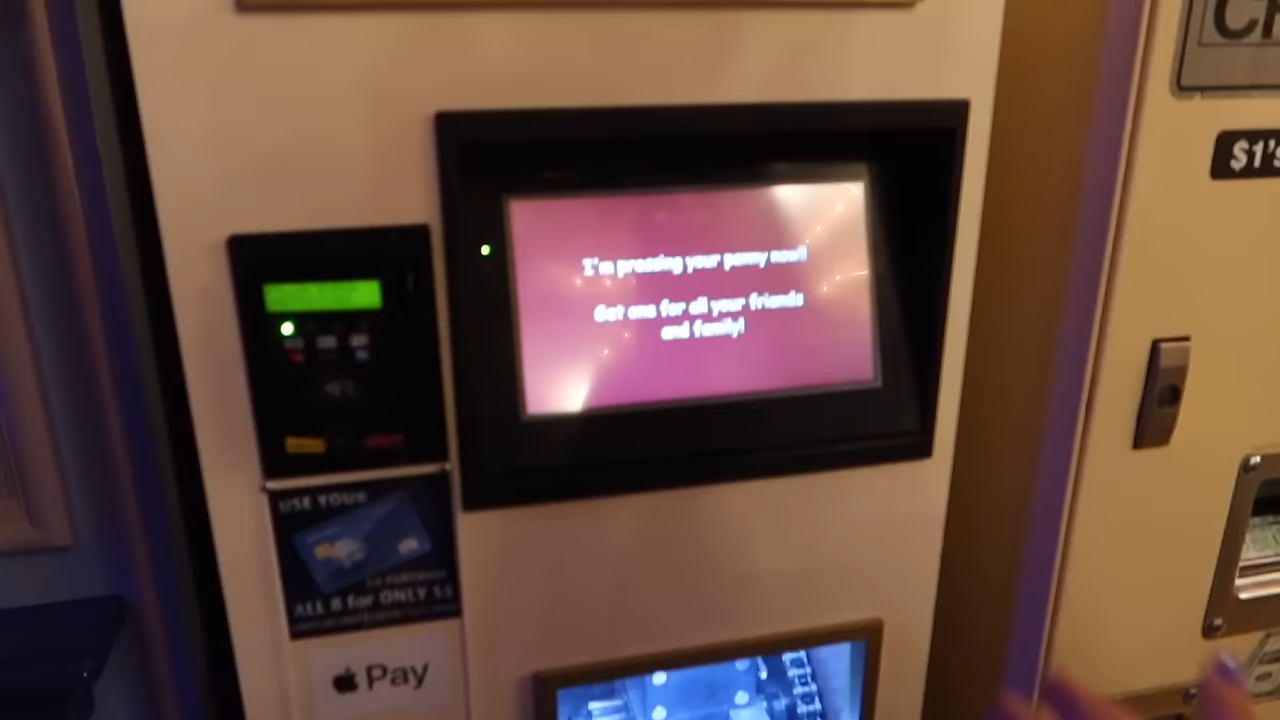 I'm pressing your penny now!!
Get one for all your friends
and family!
USE YOUR
ALL 8 for ONLY $
Pay
$1's